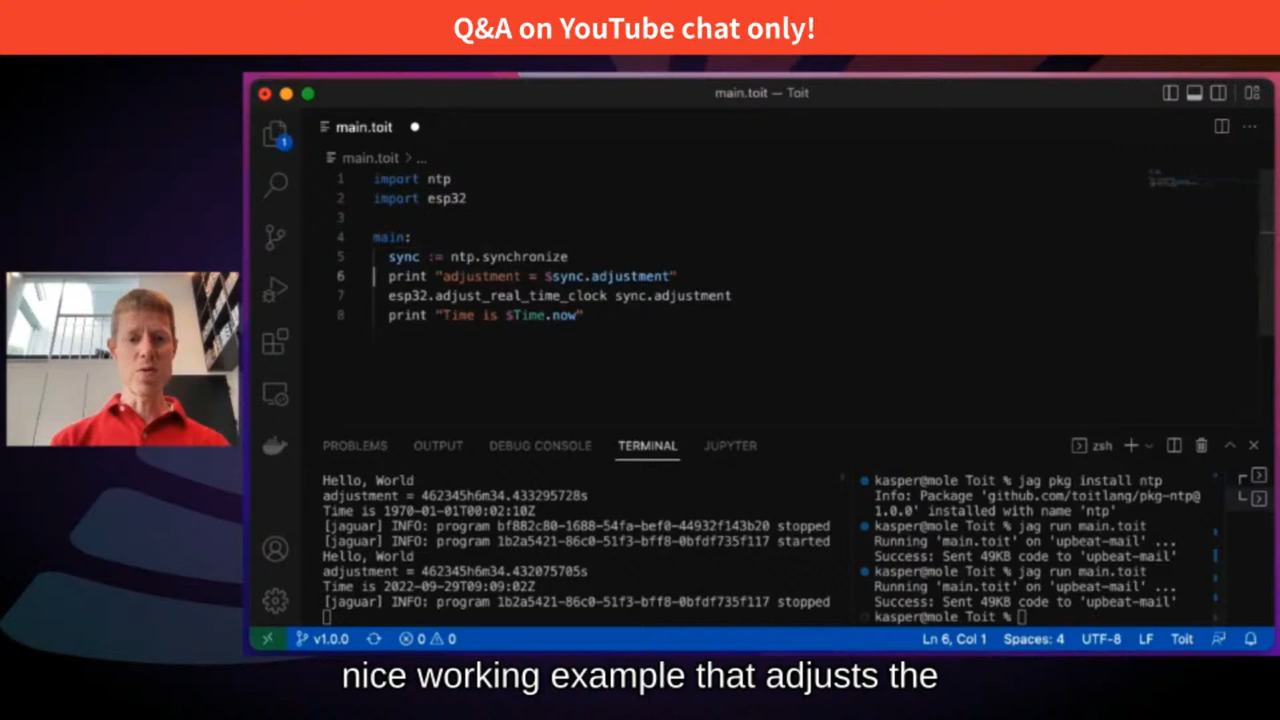 Q&A on YouTube chat only!
main.toit — Toit
main.toit
1
main.toit > ...
1 import ntp
2 import esp32
3
4 main:
5 sync := ntp.synchronize
6 print "adjustment = $sync.adjustment"
7 esp32.adjust_real_time_clock sync.adjustment
8 print "Time is $Time.now"
PROBLEMS OUTPUT DEBUG CONSOLE TERMINAL JUPYTER zsh
Hello, World
adjustment = 462345h6m34.433295728s
Time is 1970-01-01T00:02:10Z
[jaguar] INFO: program bf882c80-1688-54fa-bef0-44932f143b20 stopped
[jaguar] INFO: program 1b2a5421-86c0-51f3-bff8-0bfdf735f117 started
Hello, World
adjustment = 462345h6m34.432075705s
Time is 2022-09-29T09:09:02Z
[jaguar] INFO: program 1b2a5421-86c0-51f3-bff8-0bfdf735f117 stopped
kasper@mole Toit % jag pkg install ntp
Info: Package 'github.com/toitlang/pkg-ntp@
1.0.0' installed with name 'ntp'
kasper@mole Toit % jag run main.toit
Running 'main.toit' on 'upbeat-mail' ...
Success: Sent 49KB code to 'upbeat-mail'
kasper@mole Toit % jag run main.toit
Running 'main.toit' on 'upbeat-mail' ...
Success: Sent 49KB code to 'upbeat-mail'
kasper@mole Toit %
v1.0.0 0 0 Ln 6, Col 1 Spaces: 4 UTF-8 LF Toit
nice working example that adjusts the